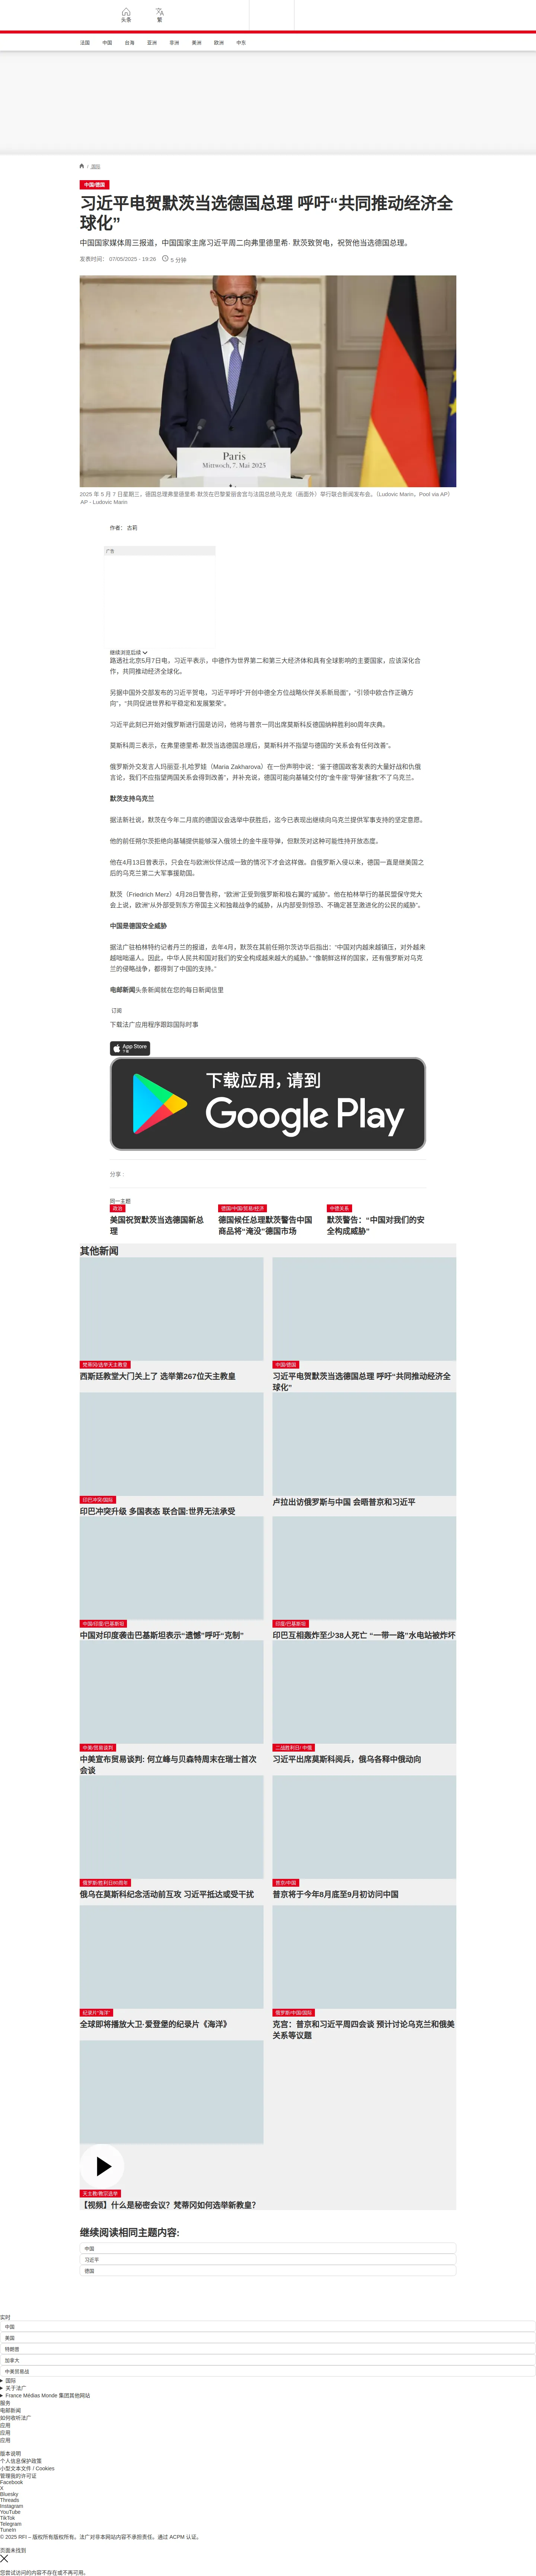 头条
繁
法国
中国
台海
亚洲
非洲
美洲
欧洲
中东
/ 国际
中国/德国
习近平电贺默茨当选德国总理 呼吁“共同推动经济全
球化”
中国国家媒体周三报道，中国国家主席习近平周二向弗里德里希· 默茨致贺电，祝贺他当选德国总理。
发表时间： 07/05/2025 - 19:26
5 分钟
Paris
Mittwoch, 7. Mai 2025
2025 年 5 月 7 日星期三，德国总理弗里德里希·默茨在巴黎爱丽舍宫与法国总统马克龙（画面外）举行联合新闻发布会。（Ludovic Marin，Pool via AP）
AP - Ludovic Marin
作者： 古莉
广告
继续浏览后续
路透社北京5月7日电，习近平表示，中德作为世界第二和第三大经济体和具有全球影响的主要国家，应该深化合
作，共同推动经济全球化。
另据中国外交部发布的习近平贺电，习近平呼吁“开创中德全方位战略伙伴关系新局面”，“引领中欧合作正确方
向”，“共同促进世界和平稳定和发展繁荣”。
习近平此刻已开始对俄罗斯进行国是访问，他将与普京一同出席莫斯科反德国纳粹胜利80周年庆典。
莫斯科周三表示，在弗里德里希·默茨当选德国总理后，莫斯科并不指望与德国的“关系会有任何改善”。
俄罗斯外交发言人玛丽亚·扎哈罗娃（Maria Zakharova）在一份声明中说：“鉴于德国政客发表的大量好战和仇俄
言论，我们不应指望两国关系会得到改善”，并补充说，德国可能向基辅交付的“金牛座”导弹“拯救”不了乌克兰。
默茨支持乌克兰
据法新社说，默茨在今年二月底的德国议会选举中获胜后，迄今已表现出继续向乌克兰提供军事支持的坚定意愿。
他的前任朔尔茨拒绝向基辅提供能够深入俄领土的金牛座导弹，但默茨对这种可能性持开放态度。
他在4月13日曾表示，只会在与欧洲伙伴达成一致的情况下才会这样做。自俄罗斯入侵以来，德国一直是继美国之
后的乌克兰第二大军事援助国。
默茨（Friedrich Merz）4月28日警告称，“欧洲”正受到俄罗斯和极右翼的“威胁”。他在柏林举行的基民盟保守党大
会上说，欧洲“从外部受到东方帝国主义和独裁战争的威胁，从内部受到惊恐、不确定甚至激进化的公民的威胁”。
中国是德国安全威胁
据法广驻柏林特约记者丹兰的报道，去年4月，默茨在其前任朔尔茨访华后指出：“中国对内越来越镇压，对外越来
越咄咄逼人。因此，中华人民共和国对我们的安全构成越来越大的威胁。” “像朝鲜这样的国家，还有俄罗斯对乌克
兰的侵略战争，都得到了中国的支持。”
电邮新闻头条新闻就在您的每日新闻信里
订阅
下载法广应用程序跟踪国际时事
App Store
下载应用，请到
Google Play
分享 :
同一主题
政治
美国祝贺默茨当选德国新总
理
德国/中国/贸易/经济
德国候任总理默茨警告中国
商品将“淹没”德国市场
中德关系
默茨警告：“中国对我们的安
全构成威胁”
其他新闻
梵蒂冈/选举天主教皇
西斯廷教堂大门关上了 选举第267位天主教皇
中国/德国
习近平电贺默茨当选德国总理 呼吁“共同推动经济全
球化”
印巴冲突/国际
印巴冲突升级 多国表态 联合国:世界无法承受
卢拉出访俄罗斯与中国 会晤普京和习近平
中国/印度/巴基斯坦
中国对印度袭击巴基斯坦表示“遗憾”呼吁“克制”
印度/巴基斯坦
印巴互相轰炸至少38人死亡 “一带一路”水电站被炸坏
中美/贸易谈判
中美宣布贸易谈判: 何立峰与贝森特周末在瑞士首次
会谈
二战胜利日/ 中俄
习近平出席莫斯科阅兵，俄乌各释中俄动向
俄罗斯/胜利日80周年
俄乌在莫斯科纪念活动前互攻 习近平抵达或受干扰
普京/中国
普京将于今年8月底至9月初访问中国
纪录片“海洋”
全球即将播放大卫·爱登堡的纪录片《海洋》
俄罗斯/中国/国际
克宫：普京和习近平周四会谈 预计讨论乌克兰和俄美
关系等议题
天主教/教宗选举
【视频】什么是秘密会议？梵蒂冈如何选举新教皇？
继续阅读相同主题内容:
中国
习近平
德国
实时
中国
美国
特朗普
加拿大
中美贸易战
国际
关于法广
France Médias Monde 集团其他网站
服务
电邮新闻
如何收听法广
应用
应用
应用
版本说明
个人信息保护政策
小型文本文件 / Cookies
管理我的许可证
Facebook
X
Bluesky
Threads
Instagram
YouTube
TikTok
Telegram
TuneIn
© 2025 RFI – 版权所有版权所有。法广对非本网站内容不承担责任。通过 ACPM 认证。
页面未找到
您尝试访问的内容不存在或不再可用。